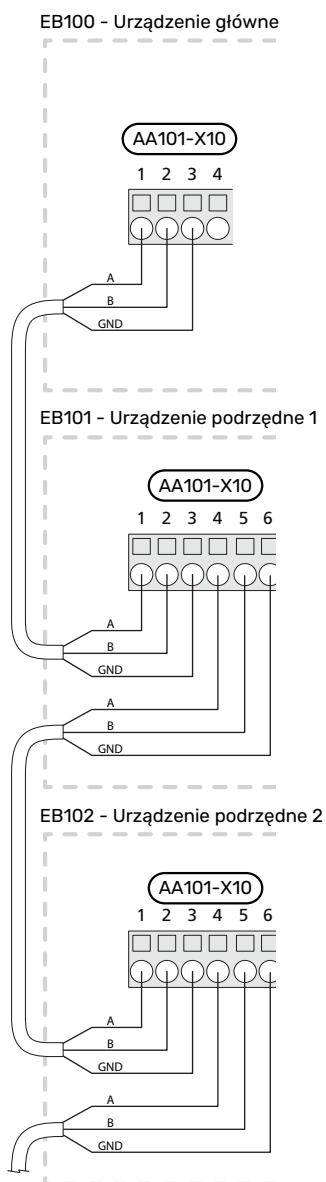 EB100 - Urządzenie główne
AA101-X10
1 2 3 4
A
B
GND
EB101 - Urządzenie podrzędne 1
AA101-X10
1 2 3 4 5 6
A
B
GND
A
B
GND
EB102 - Urządzenie podrzędne 2
AA101-X10
1 2 3 4 5 6
A
B
GND
A
B
GND